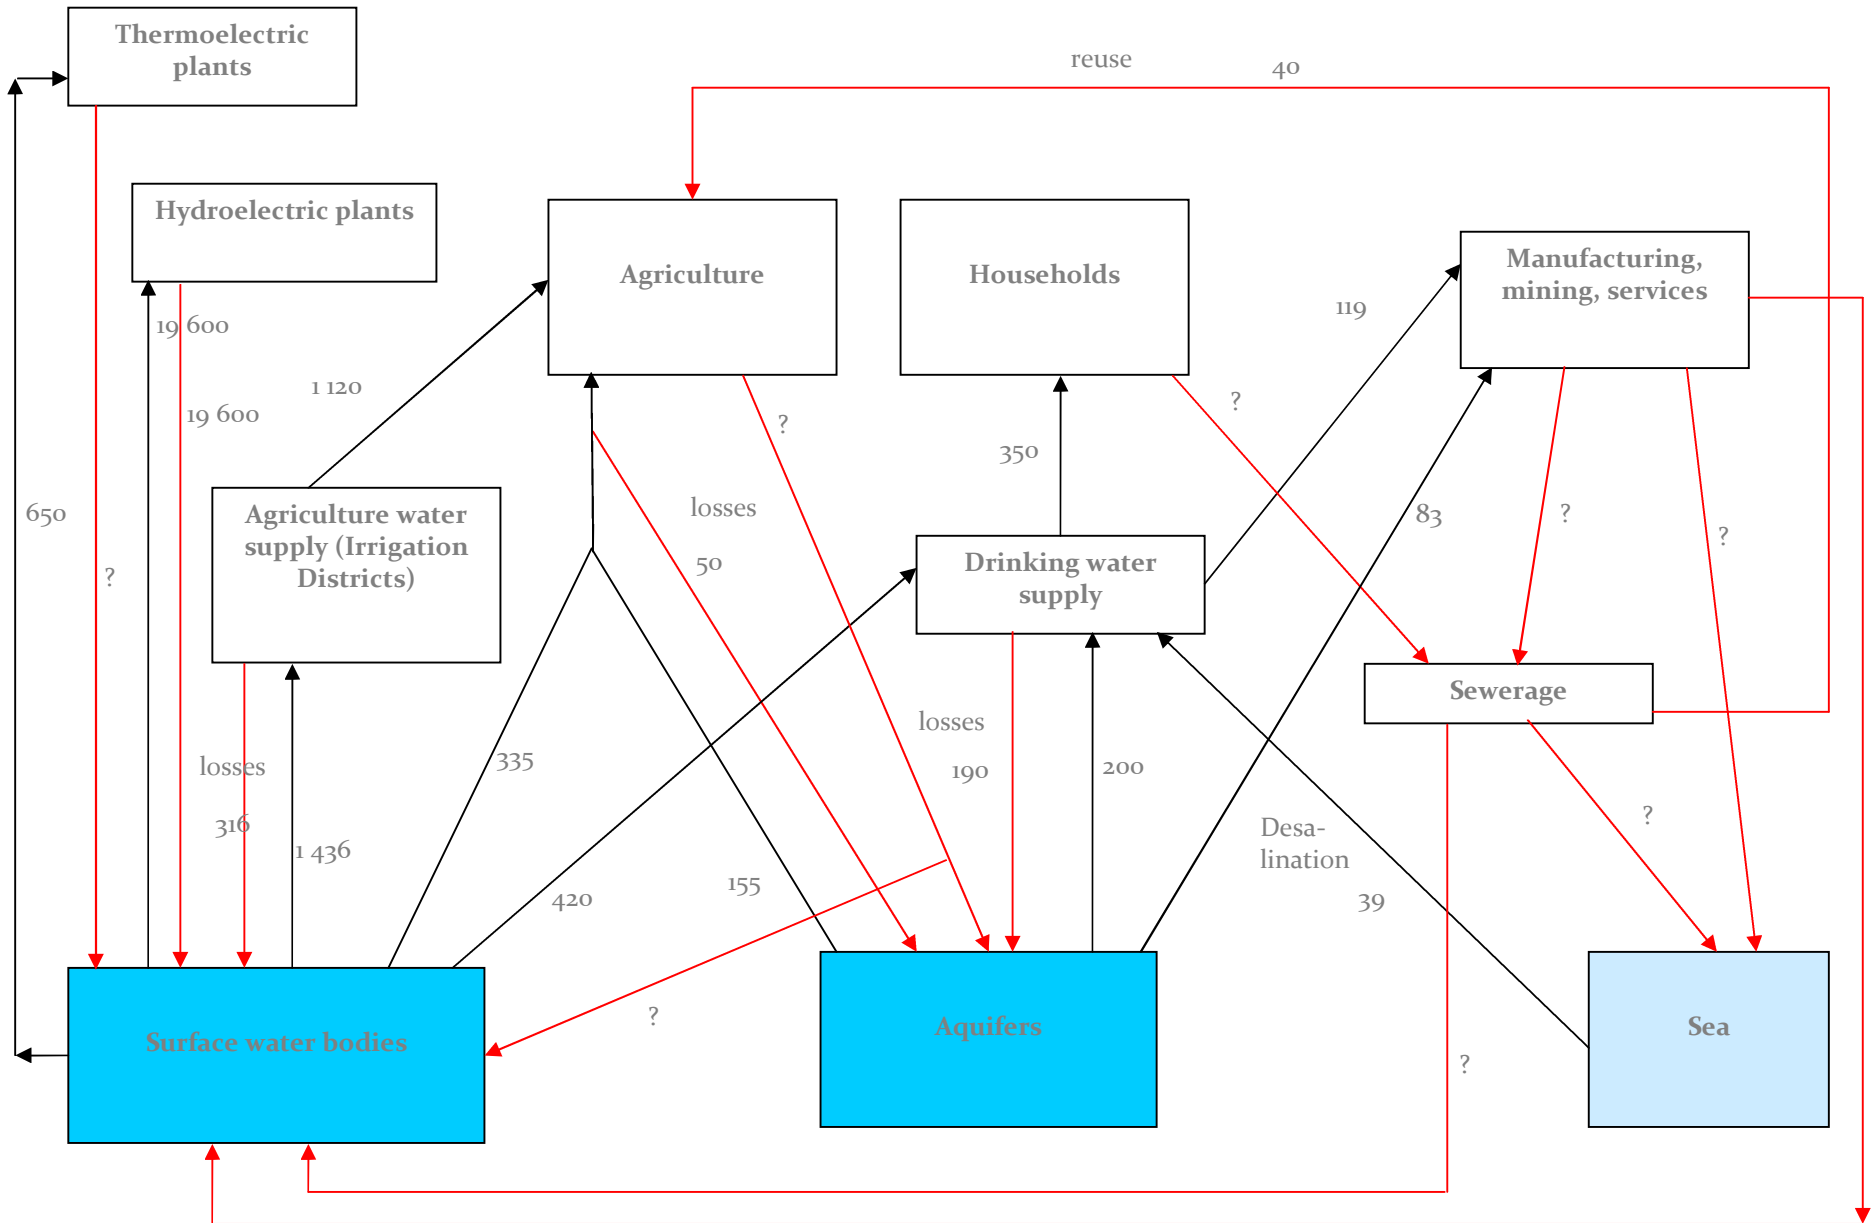 Thermoelectric
plants
reuse
40
Hydroelectric plants
Agriculture
Households
Manufacturing,
mining, services
19 600
119
1 120
19 600
?
?
350
losses
650
Agriculture water
supply (Irrigation
Districts)
50
83
?
?
?
Drinking water
supply
Sewerage
losses
losses
335
190
200
316
1 436
Desa-
lination
?
155
420
39
?
Surface water bodies
Aquifers
Sea
?